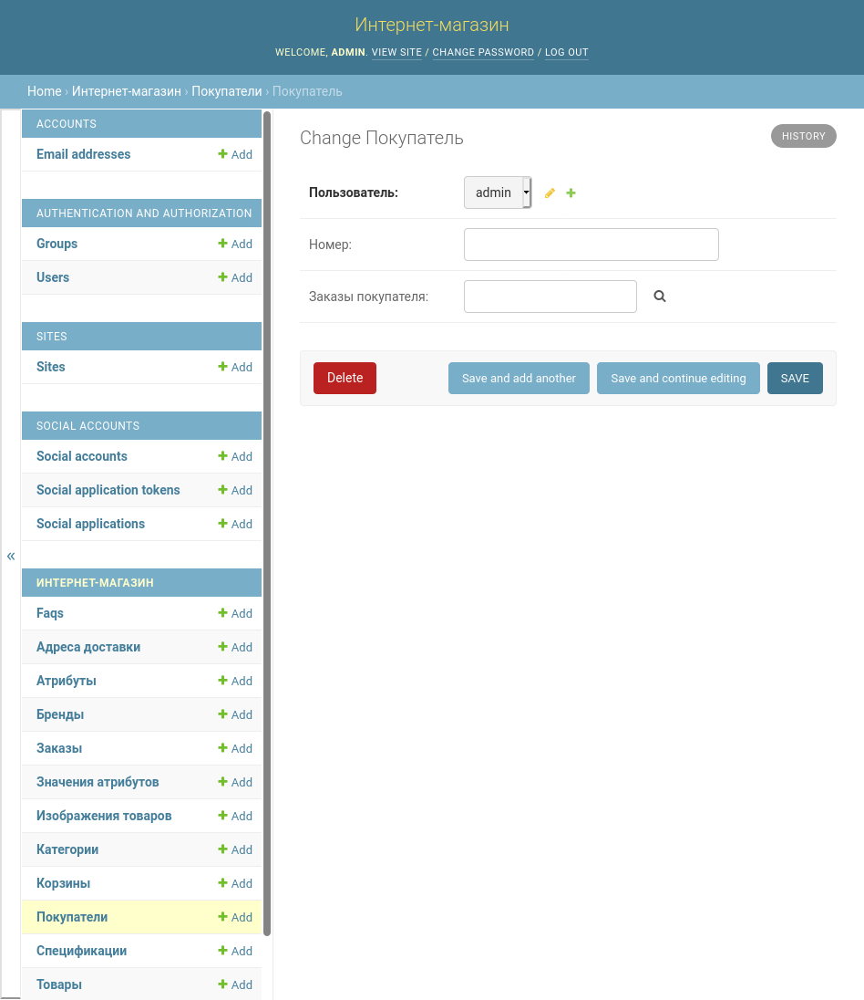 Интернет-магазин
WELCOME, ADMIN. VIEW SITE / CHANGE PASSWORD / LOG OUT
Home › Интернет-магазин › Покупатели › Покупатель
«
ACCOUNTS
Email addresses Add
AUTHENTICATION AND AUTHORIZATION
Groups Add
Users Add
SITES
Sites Add
SOCIAL ACCOUNTS
Social accounts Add
Social application tokens Add
Social applications Add
ИНТЕРНЕТ-МАГАЗИН
Faqs Add
Адреса доставки Add
Атрибуты Add
Бренды Add
Заказы Add
Значения атрибутов Add
Изображения товаров Add
Категории Add
Корзины Add
Покупатели Add
Спецификации Add
Товары Add
Change Покупатель
HISTORY
Пользователь: admin
Номер:
Заказы покупателя:
Delete Save and add another Save and continue editing SAVE